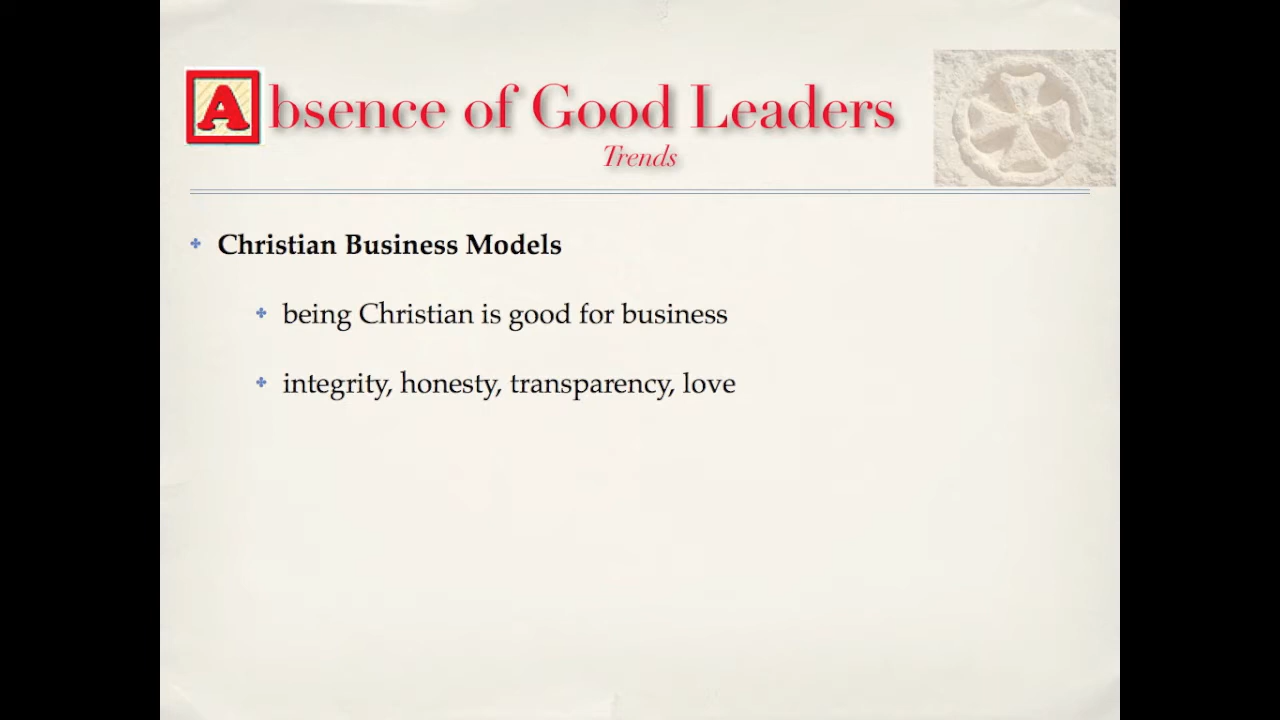 Absence of Good Leaders
Trends
Christian Business Models
being Christian is good for business
integrity, honesty, transparency, love